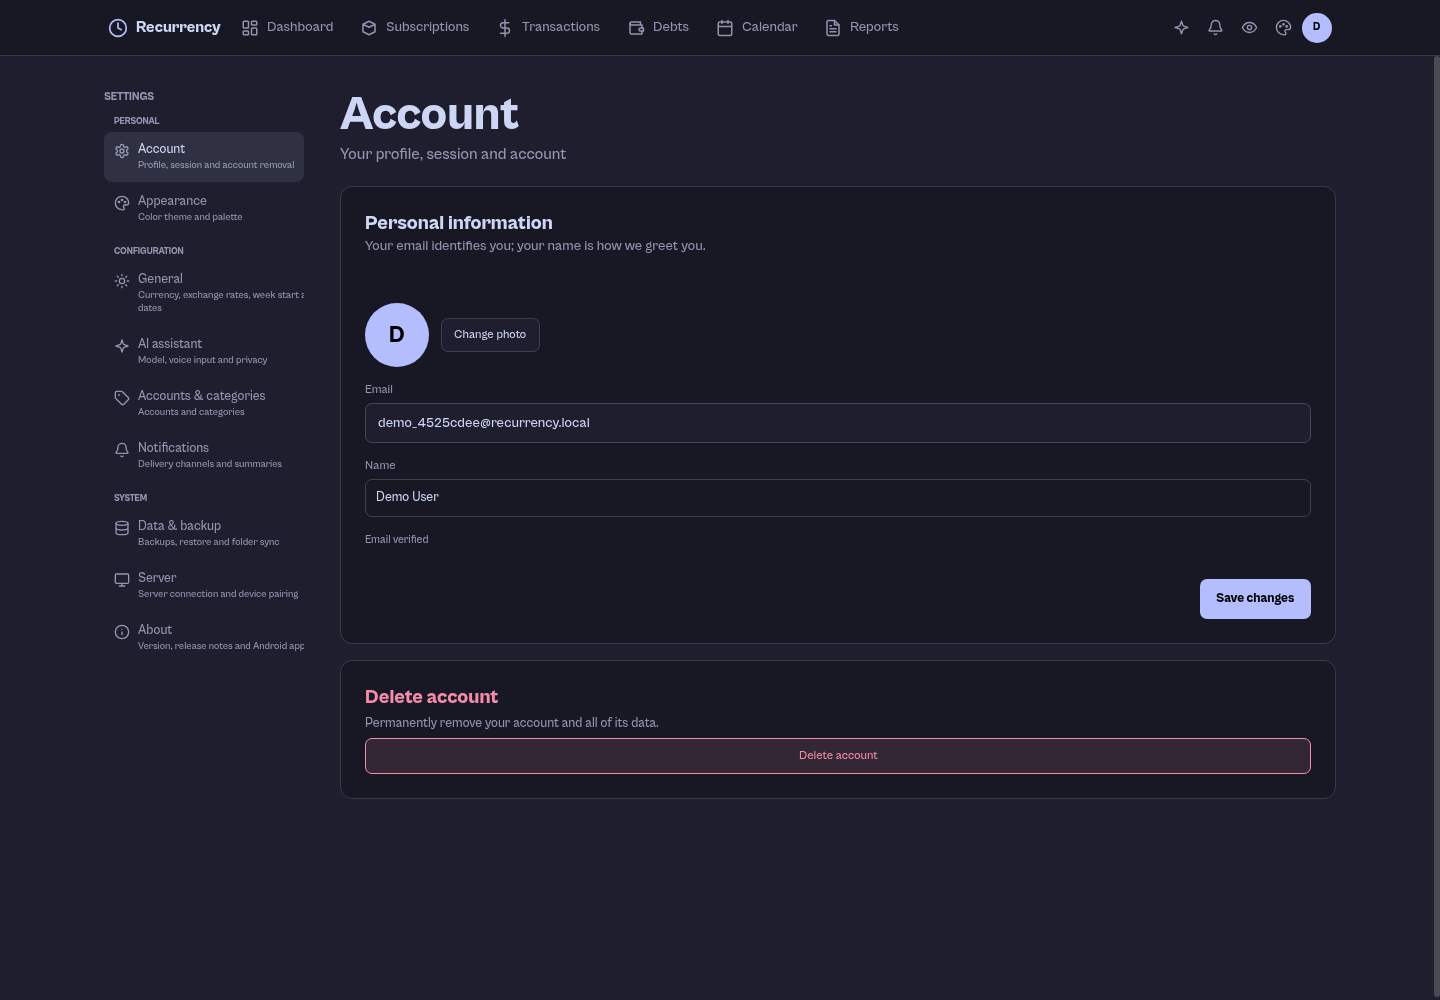 Recurrency
Dashboard
Subscriptions
Transactions
Debts
Calendar
Reports
D
SETTINGS
PERSONAL
Account
Profile, session and account removal
Appearance
Color theme and palette
CONFIGURATION
General
Currency, exchange rates, week start
dates
AI assistant
Model, voice input and privacy
Accounts & categories
Accounts and categories
Notifications
Delivery channels and summaries
SYSTEM
Data & backup
Backups, restore and folder sync
Server
Server connection and device pairing
About
Version, release notes and Android app
Account
Your profile, session and account
Personal information
Your email identifies you; your name is how we greet you.
D
Change photo
Email
demo_4525cdee@recurrency.local
Name
Demo User
Email verified
Save changes
Delete account
Permanently remove your account and all of its data.
Delete account